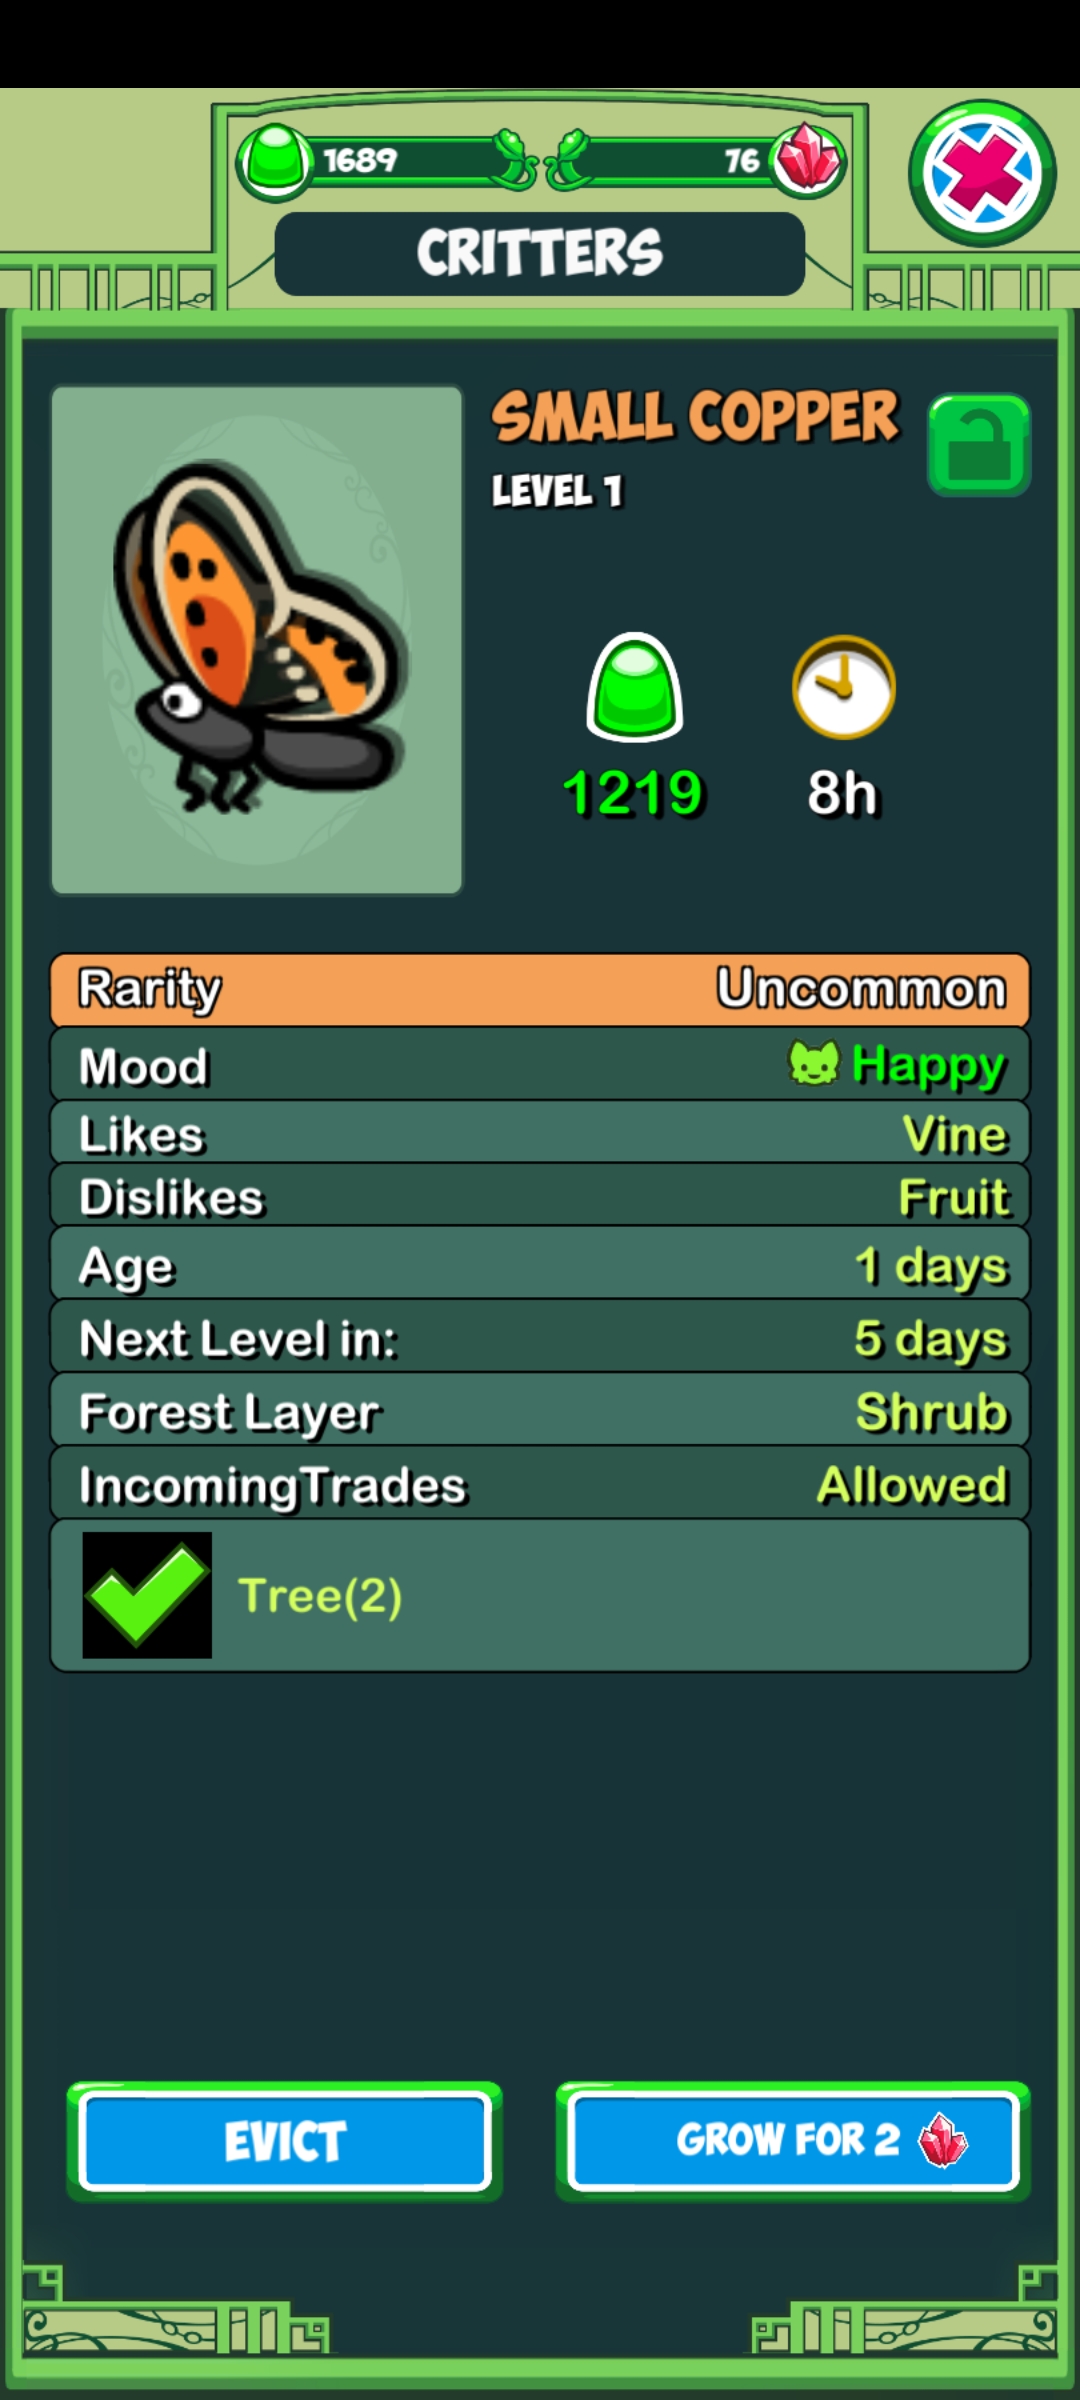 1689
76
CRITTERS
SMALL COPPER
LEVEL 1
1219
8h
Rarity Uncommon
Mood Happy
Likes Vine
Dislikes Fruit
Age 1 days
Next Level in: 5 days
Forest Layer Shrub
IncomingTrades Allowed
Tree(2)
EVICT
GROW FOR 2